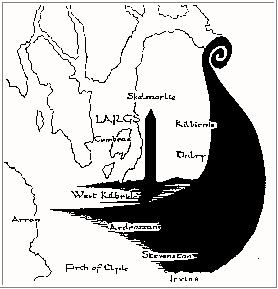 Skelmorlie
LARGS
Kilbirnie
Cumbrae
Dalry
West Kilbride
Arran
Ardrossan
Stevenston
Firth of Clyde
Irvine